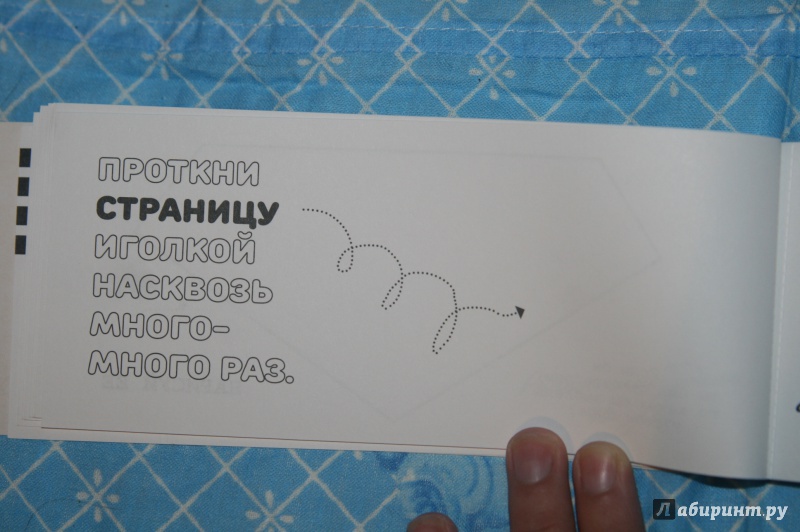 ПРОТКНИ
СТРАНИЦУ
ИГОЛКОЙ
НАСКВОЗЬ
МНОГО-
МНОГО РАЗ.
Лабиринт.ру